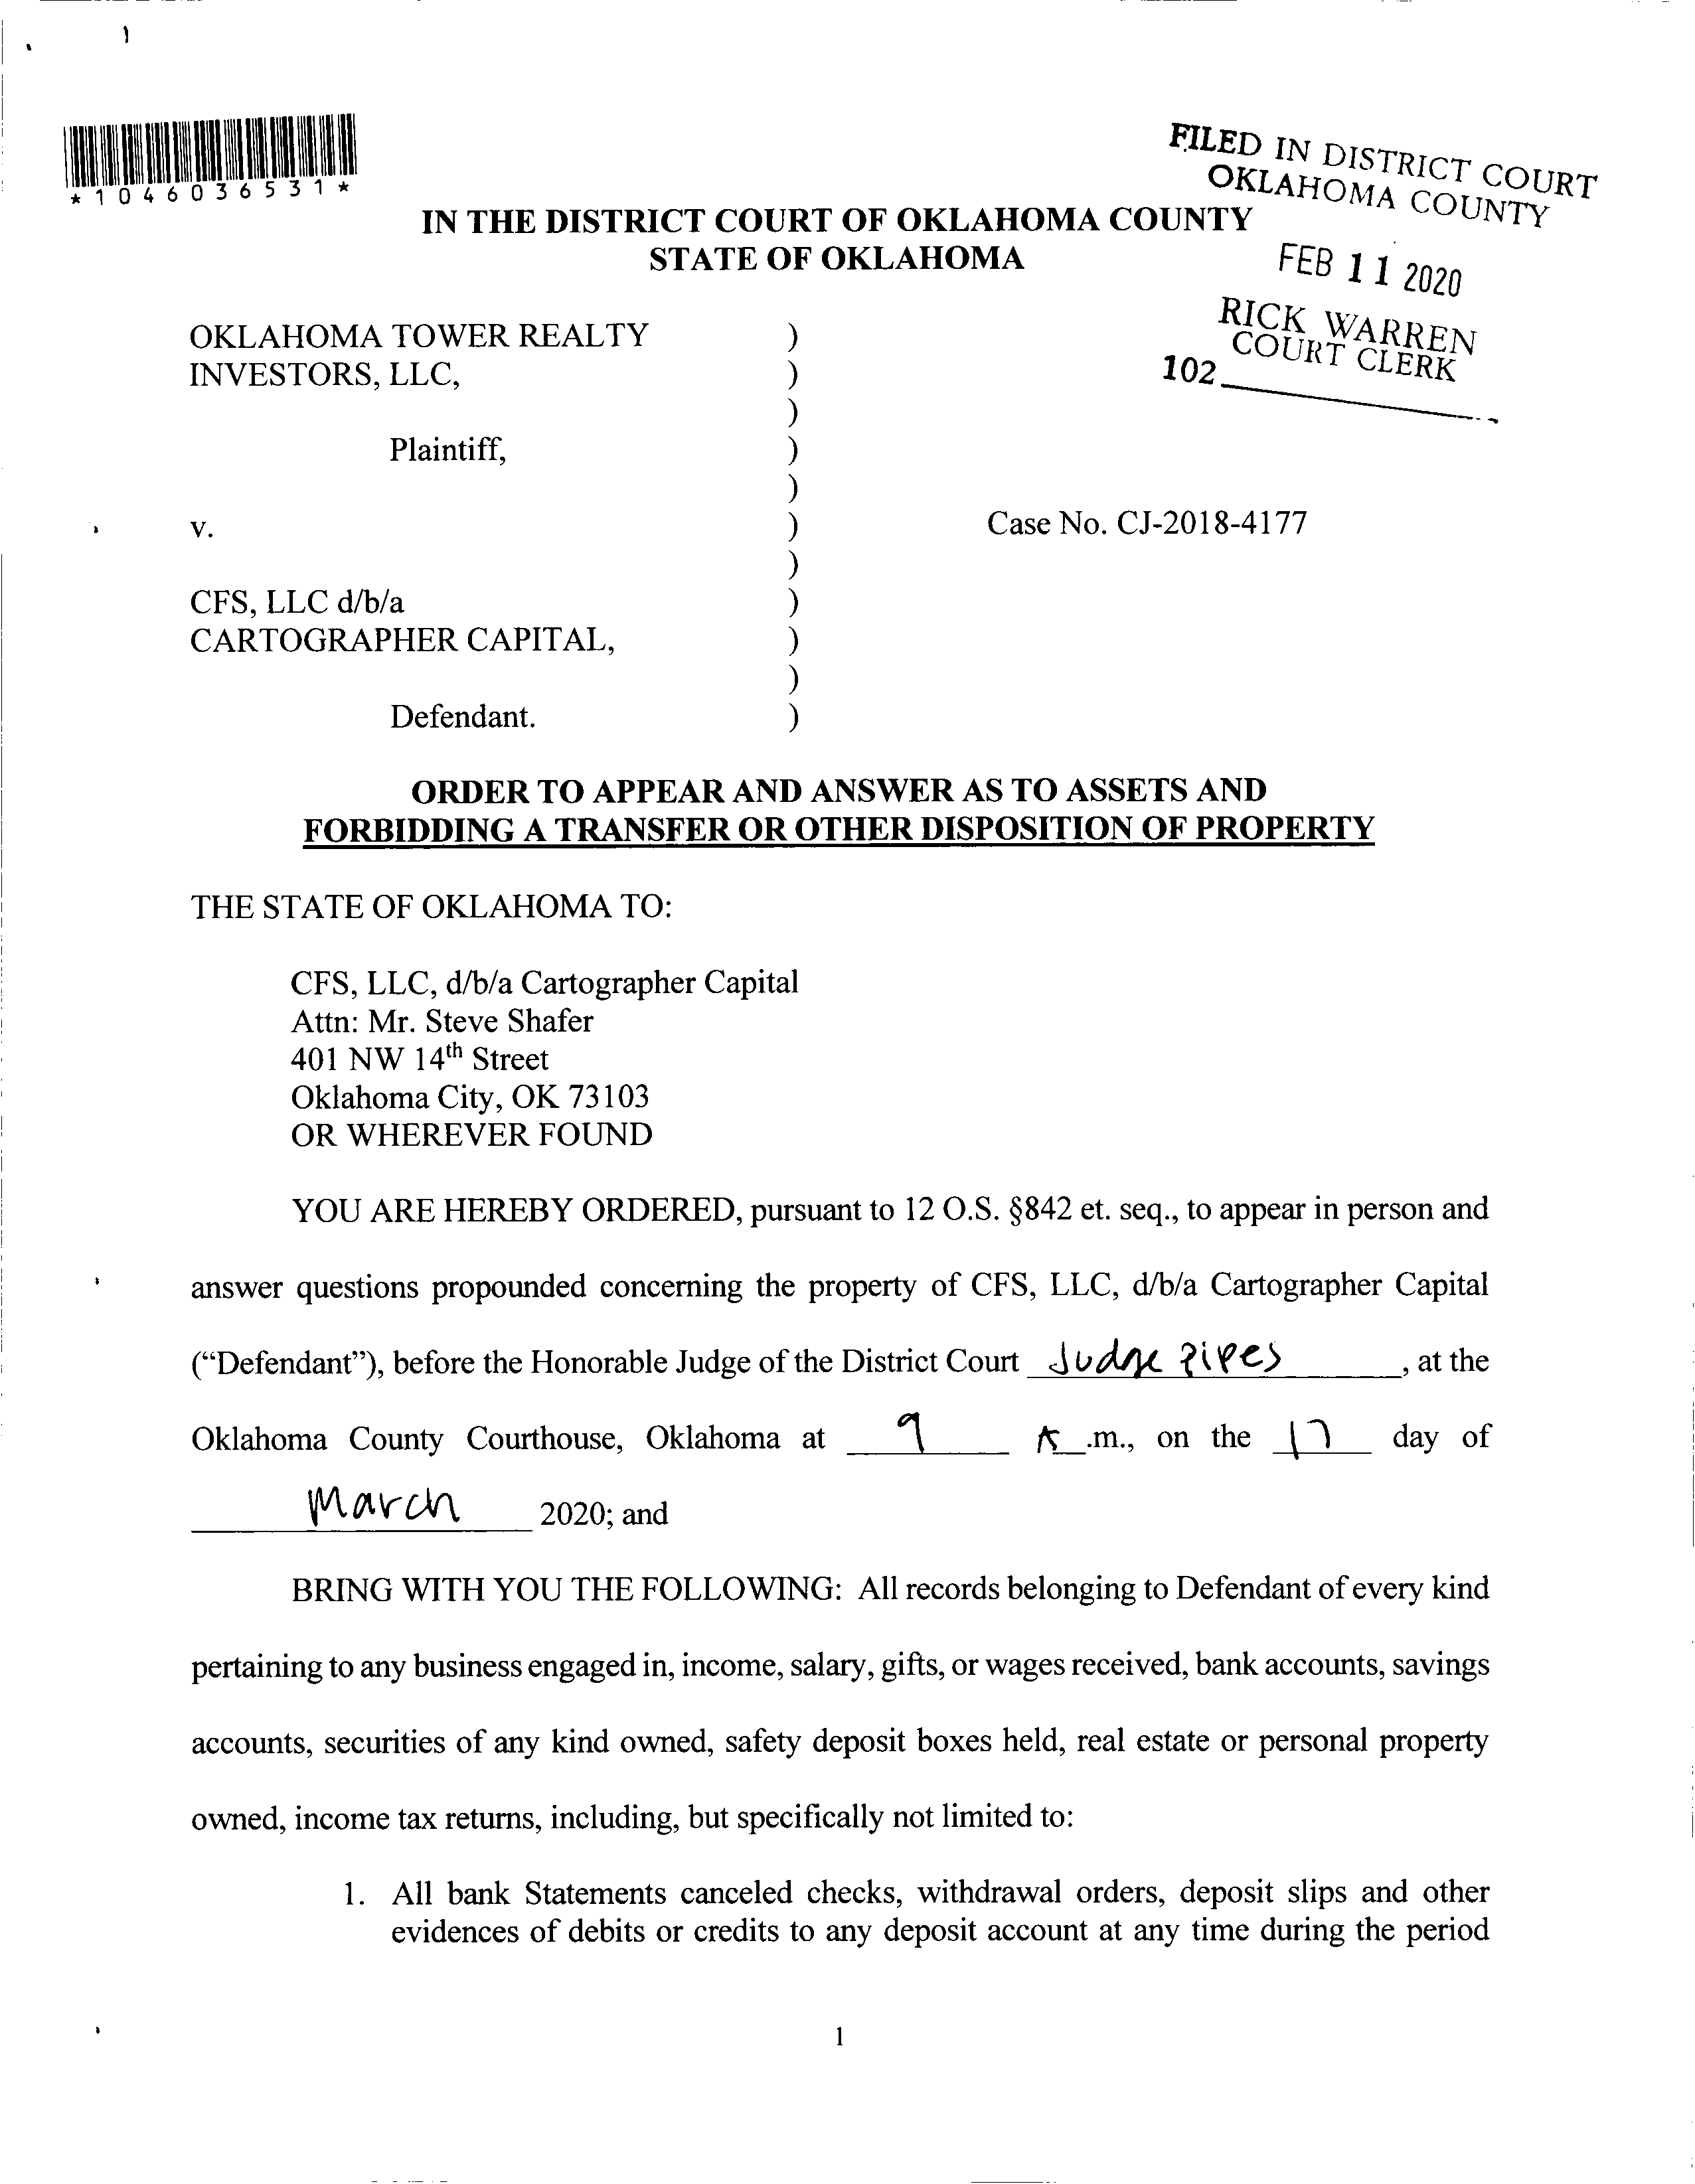 *1046036531*
FILED IN DISTRICT COURT
OKLAHOMA COUNTY
FEB 11 2020
RICK WARREN
COURT CLERK
102
IN THE DISTRICT COURT OF OKLAHOMA COUNTY
STATE OF OKLAHOMA
OKLAHOMA TOWER REALTY )
INVESTORS, LLC, )
)
Plaintiff, )
)
v. ) Case No. CJ-2018-4177
)
CFS, LLC d/b/a )
CARTOGRAPHER CAPITAL, )
)
Defendant. )
ORDER TO APPEAR AND ANSWER AS TO ASSETS AND
FORBIDDING A TRANSFER OR OTHER DISPOSITION OF PROPERTY
THE STATE OF OKLAHOMA TO:
CFS, LLC, d/b/a Cartographer Capital
Attn: Mr. Steve Shafer
401 NW 14th Street
Oklahoma City, OK 73103
OR WHEREVER FOUND
YOU ARE HEREBY ORDERED, pursuant to 12 O.S. §842 et. seq., to appear in person and
answer questions propounded concerning the property of CFS, LLC, d/b/a Cartographer Capital
(“Defendant”), before the Honorable Judge of the District Court Judge Pipes, at the
Oklahoma County Courthouse, Oklahoma at 9 A.m., on the 17 day of
March 2020; and
BRING WITH YOU THE FOLLOWING: All records belonging to Defendant of every kind
pertaining to any business engaged in, income, salary, gifts, or wages received, bank accounts, savings
accounts, securities of any kind owned, safety deposit boxes held, real estate or personal property
owned, income tax returns, including, but specifically not limited to:
1. All bank Statements canceled checks, withdrawal orders, deposit slips and other
evidences of debits or credits to any deposit account at any time during the period
1